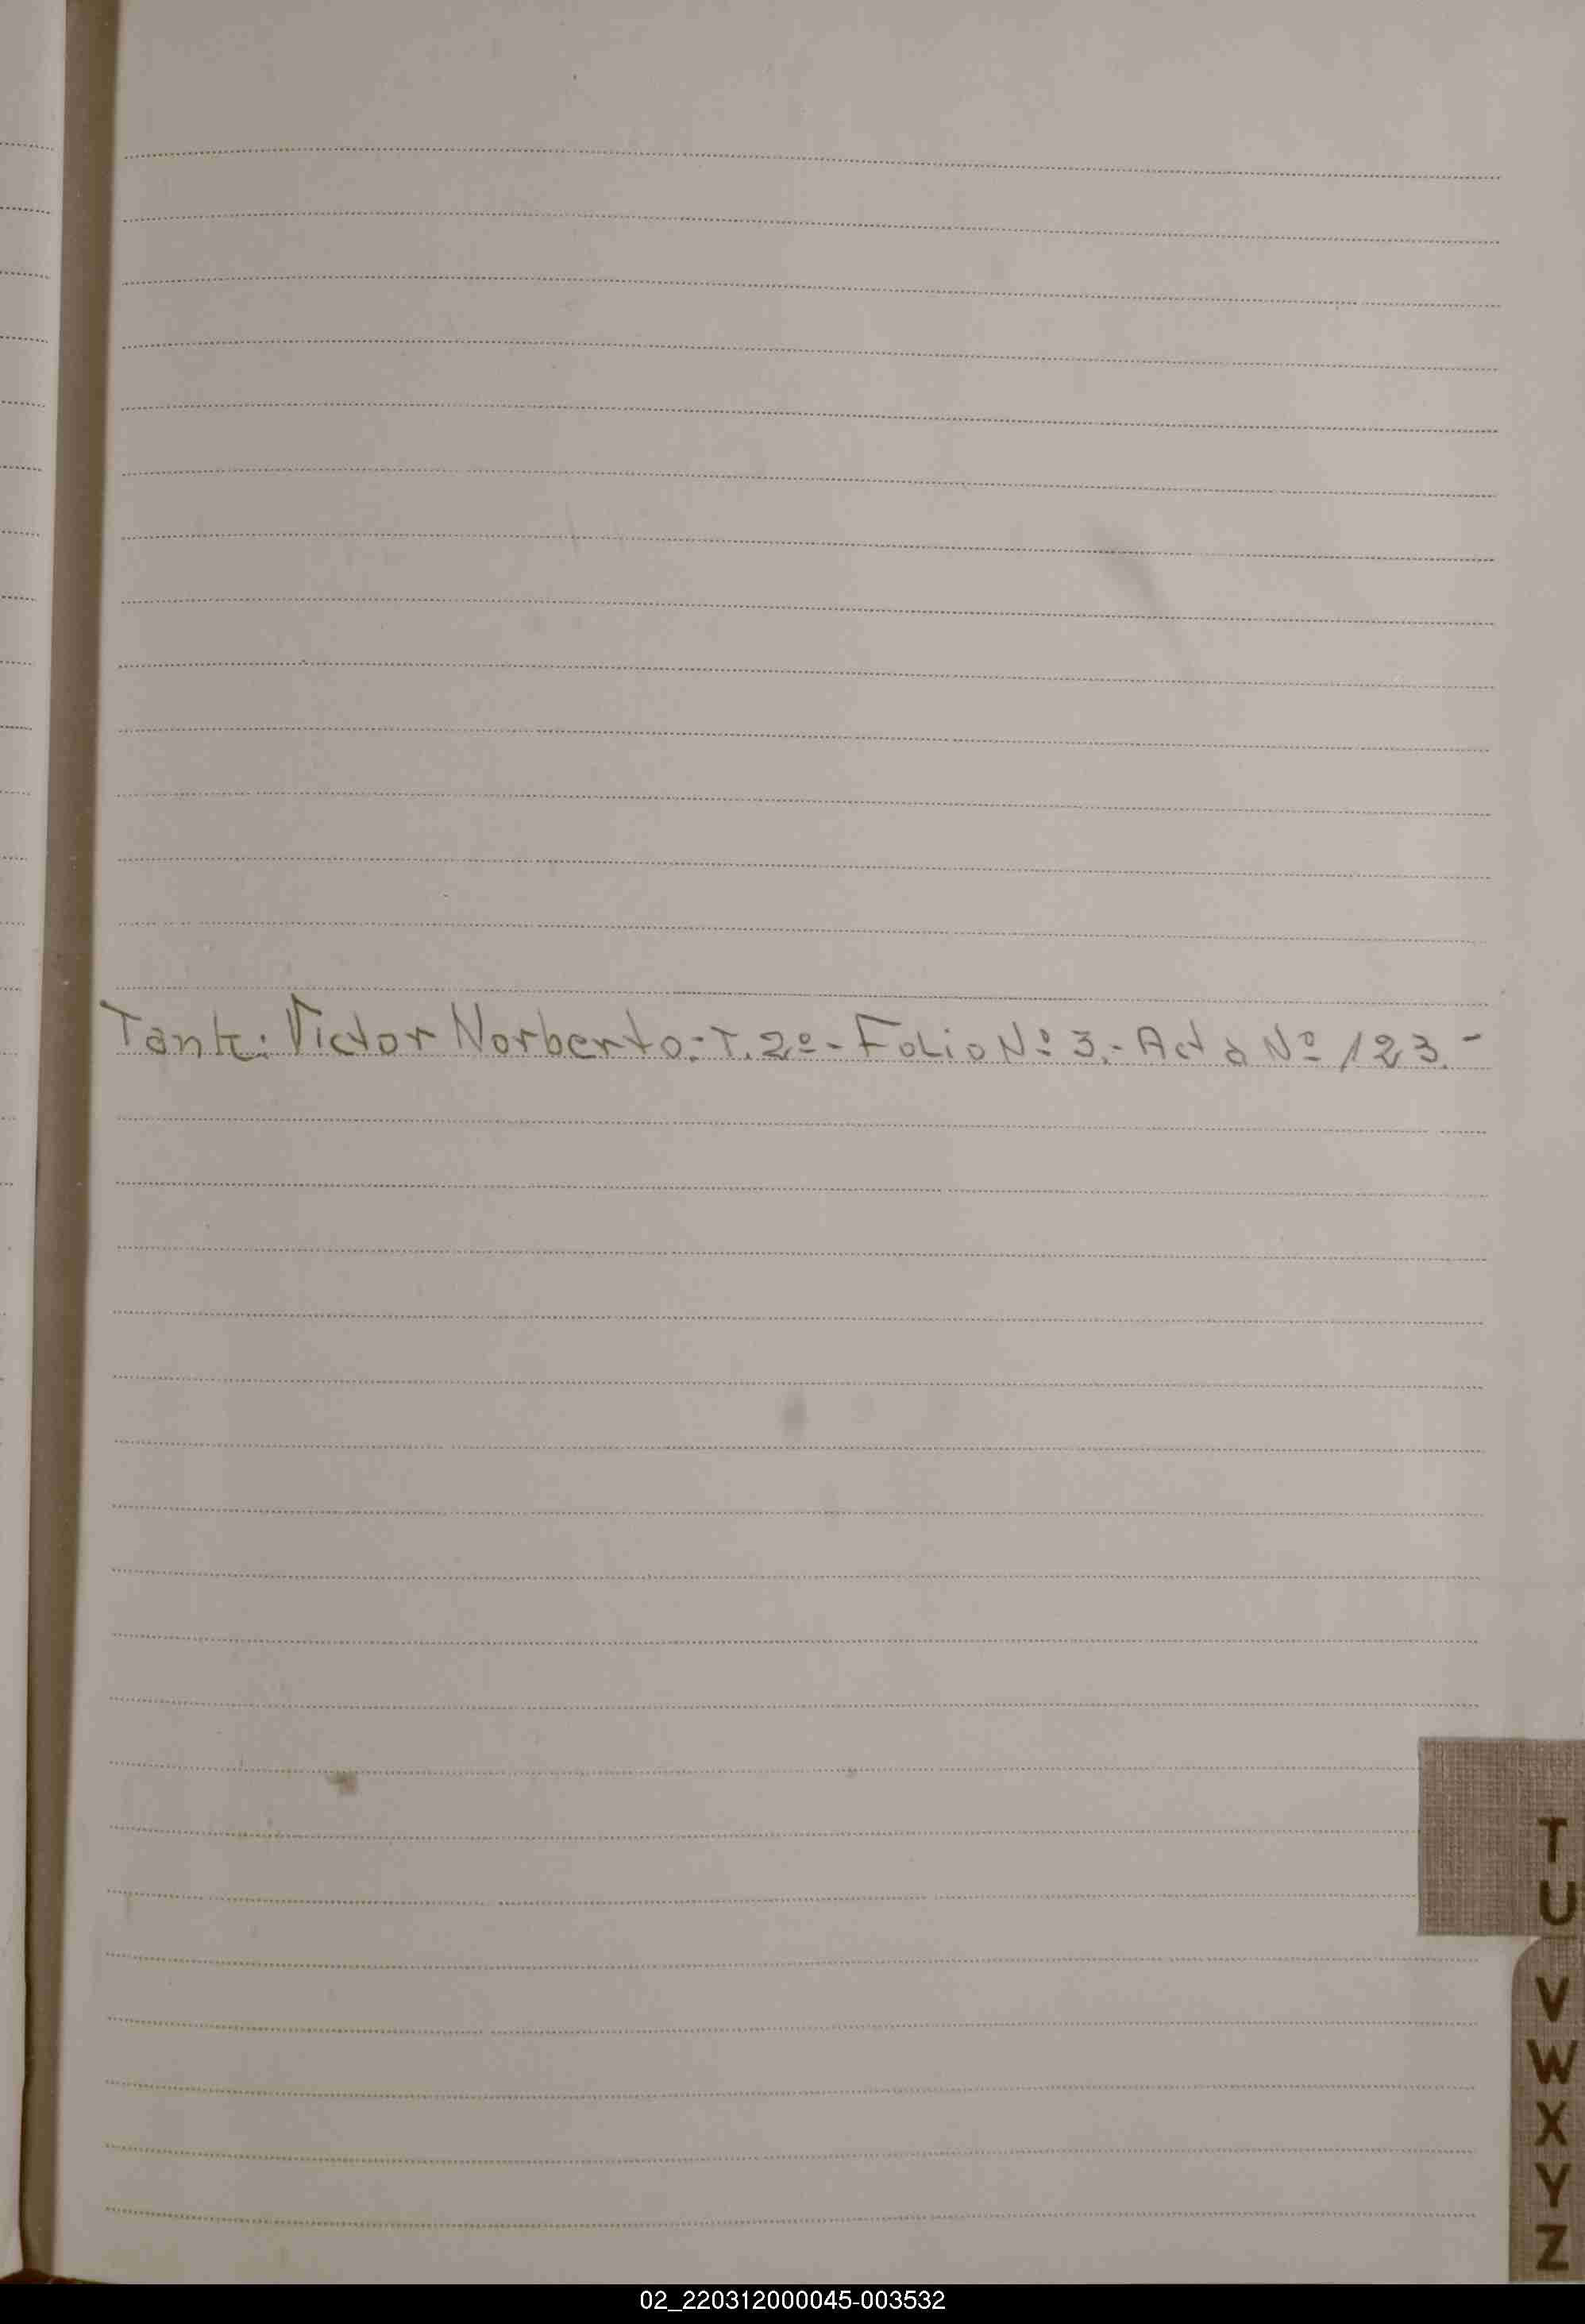 Tank: Victor Norberto.- T. 2º.- Folio Nº 3.- Acta Nº 123.-
T
U
V
W
X
Y
Z
02_220312000045-003532